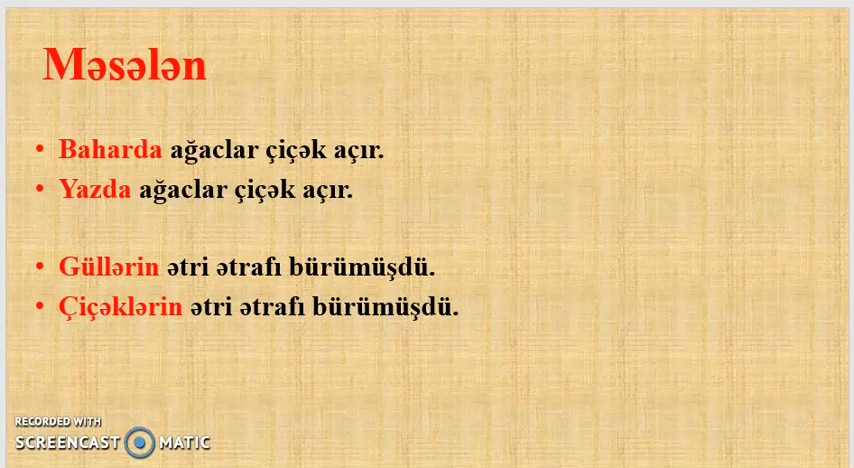 Məsələn
• Baharda ağaclar çiçək açır.
• Yazda ağaclar çiçək açır.
• Güllərin ətri ətrafı bürümüşdü.
• Çiçəklərin ətri ətrafı bürümüşdü.
RECORDED WITH
SCREENCAST MATIC